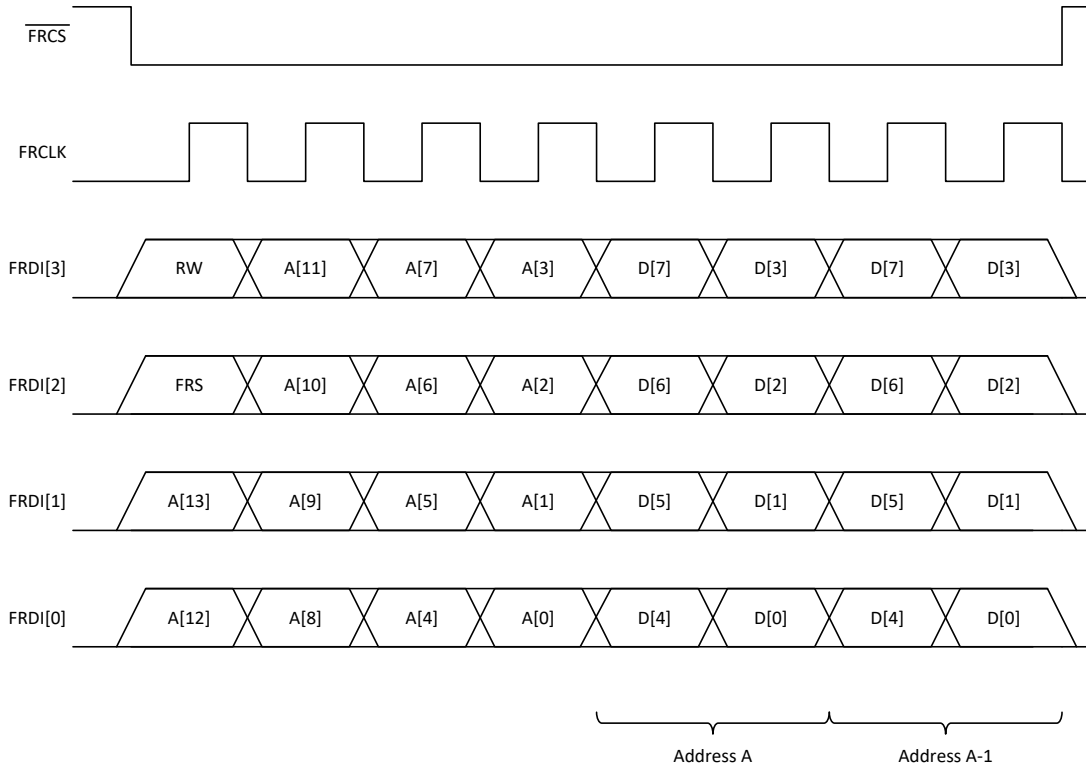 FRCS
FRCLK
FRDI[3] RW A[11] A[7] A[3] D[7] D[3] D[7] D[3]
FRDI[2] FRS A[10] A[6] A[2] D[6] D[2] D[6] D[2]
FRDI[1] A[13] A[9] A[5] A[1] D[5] D[1] D[5] D[1]
FRDI[0] A[12] A[8] A[4] A[0] D[4] D[0] D[4] D[0]
Address A Address A-1